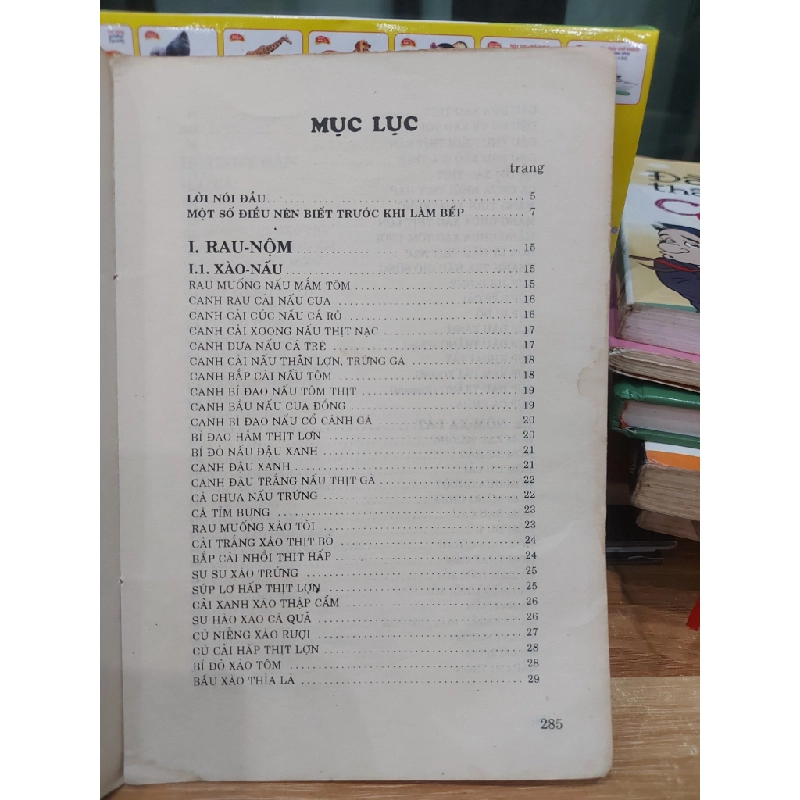 MỤC LỤC
trang
LỜI NÓI ĐẦU 5
MỘT SỐ ĐIỀU NÊN BIẾT TRƯỚC KHI LÀM BẾP 7
I. RAU-NỘM 15
I.1. XÀO-NẤU 15
RAU MUỐNG NẤU MẮM TÔM 15
CANH RAU CẢI NẤU CUA 16
CANH CẢI CÚC NẤU CÁ RÔ 16
CANH CẢI XOONG NẤU THỊT NẠC 17
CANH DƯA NẤU CÁ TRÊ 17
CANH CẢI NẤU THĂN LỢN, TRỨNG GÀ 18
CANH BẮP CẢI NẤU TÔM 18
CANH BÍ ĐAO NẤU TÔM THỊT 19
CANH BẦU NẤU CUA ĐỒNG 19
CANH BÍ ĐAO NẤU CỔ CÁNH GÀ 20
BÍ ĐAO HẦM THỊT LỢN 20
BÍ ĐỎ NẤU ĐẬU XANH 21
CANH ĐẬU XANH 21
CANH ĐẬU TRẮNG NẤU THỊT GÀ 22
CÀ CHUA NẤU TRỨNG 22
CÀ TÍM BUNG 23
RAU MUỐNG XÀO TỎI 23
CẢI TRẮNG XÀO THỊT BÒ 24
BẮP CẢI NHỒI THỊT HẤP 24
SU SU XÀO TRỨNG 25
SÚP LƠ HẤP THỊT LỢN 25
CẢI XANH XÀO THẬP CẨM 26
SU HÀO XÀO CÁ QUẢ 26
CỦ NIỄNG XÀO RƯƠI 27
CỦ CẢI HẤP THỊT LỢN 28
BÍ ĐỎ XÀO TÔM 28
BẦU XÀO THÌA LÀ 29
285